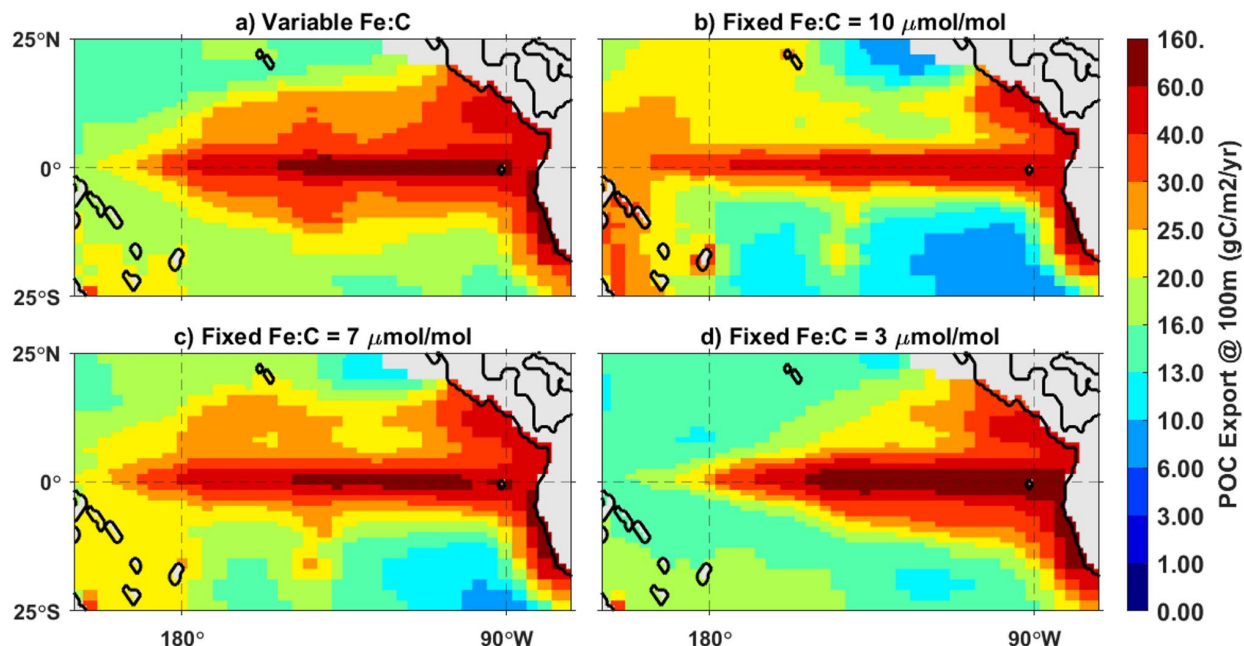 a) Variable Fe:C
b) Fixed Fe:C = 10 μmol/mol
25°N
0°
25°S
160.
60.0
40.0
30.0
25.0
20.0
16.0
13.0
10.0
6.00
3.00
1.00
0.00
POC Export @ 100m (gC/m2/yr)
c) Fixed Fe:C = 7 μmol/mol
d) Fixed Fe:C = 3 μmol/mol
25°N
0°
25°S
180°
90°W
180°
90°W